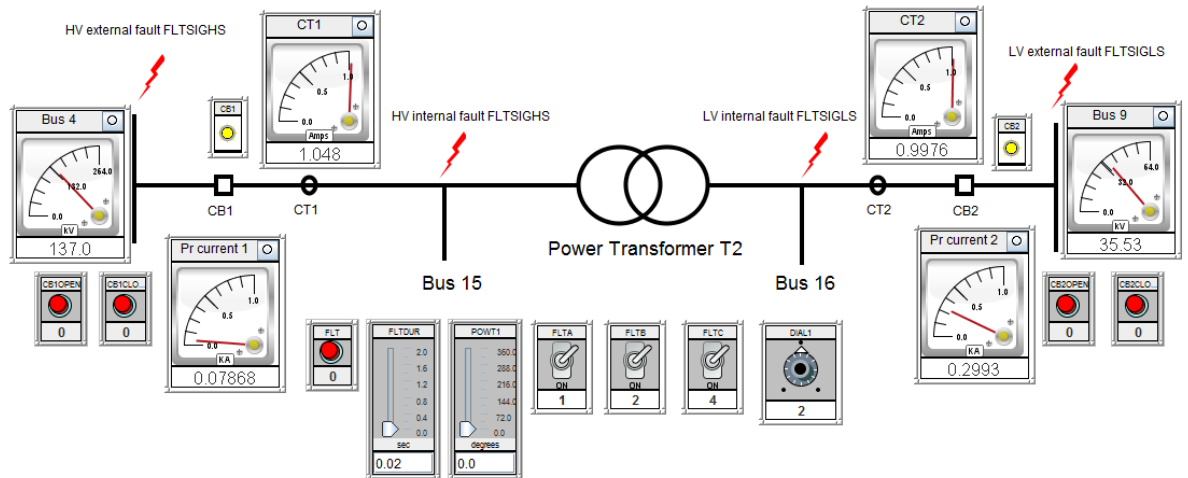 HV external fault FLTSIGHS
CT1
1.0
0.5
0.0
Amps
1.048
CT2
1.0
0.5
0.0
Amps
0.9976
LV external fault FLTSIGLS
Bus 4
264.0
132.0
0.0
kV
137.0
CB1
HV internal fault FLTSIGHS
LV internal fault FLTSIGLS
CB2
Bus 9
64.0
32.0
0.0
kV
35.53
CB1
CT1
CT2
CB2
Power Transformer T2
Pr current 1
1.0
0.5
0.0
KA
0.07868
Bus 15
Bus 16
Pr current 2
1.0
0.5
0.0
KA
0.2993
CB1OPEN
0
CB1CLO...
0
CB2OPEN
0
CB2CLO...
0
FLT
0
FLTDUR
2.0
1.6
1.2
0.8
0.4
0.0
sec
0.02
POWT1
360.0
288.0
216.0
144.0
72.0
0.0
degrees
0.0
FLTA
ON
1
FLTB
ON
2
FLTC
ON
4
DIAL1
2